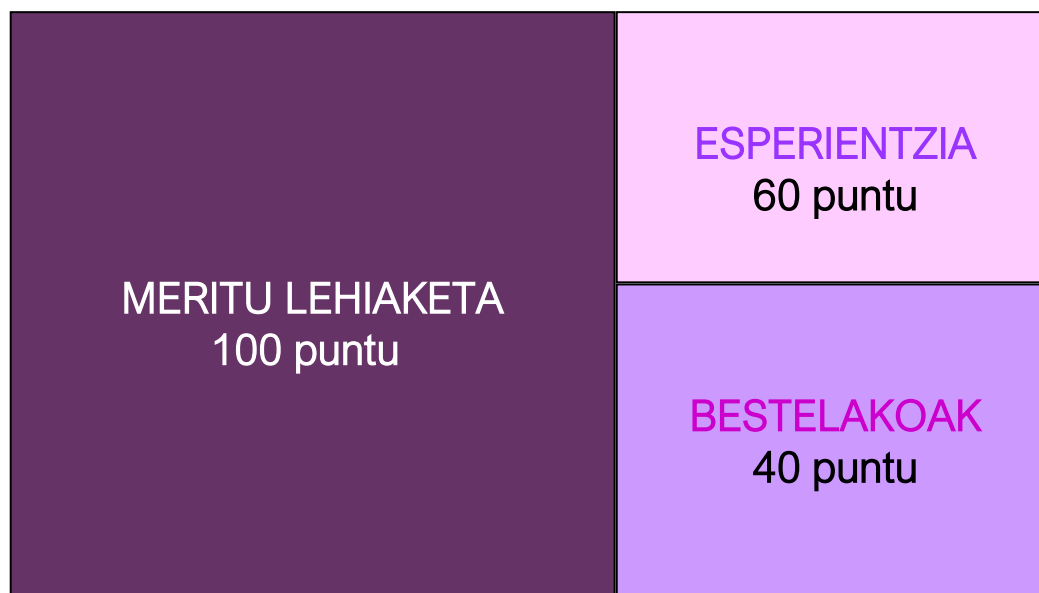 MERITU LEHIAKETA
100 puntu
ESPERIENTZIA
60 puntu
BESTELAKOAK
40 puntu